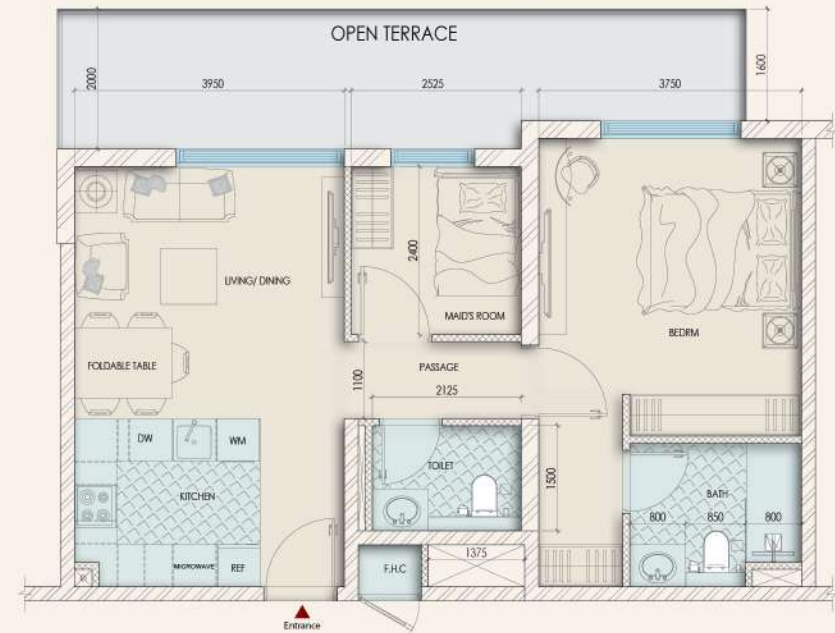 OPEN TERRACE
2000
3950
2525
3750
1600
2400
LIVING/ DINING
MAID'S ROOM
BEDRM
FOLDABLE TABLE
PASSAGE
1100
2125
DW
WM
TOILET
KITCHEN
1500
BATH
800
850
800
MICROWAVE
REF
F.H.C
1375
Entrance